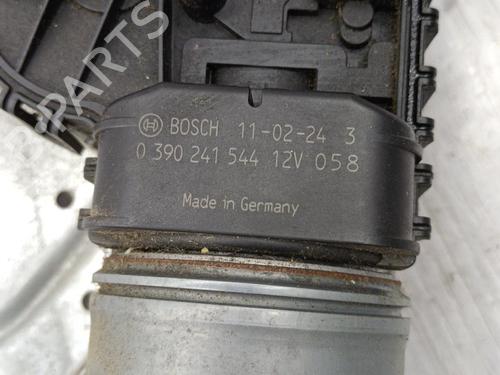 B-PARTS
BOSCH 11-02-24 3
0 390 241 544 12V 058
Made in Germany